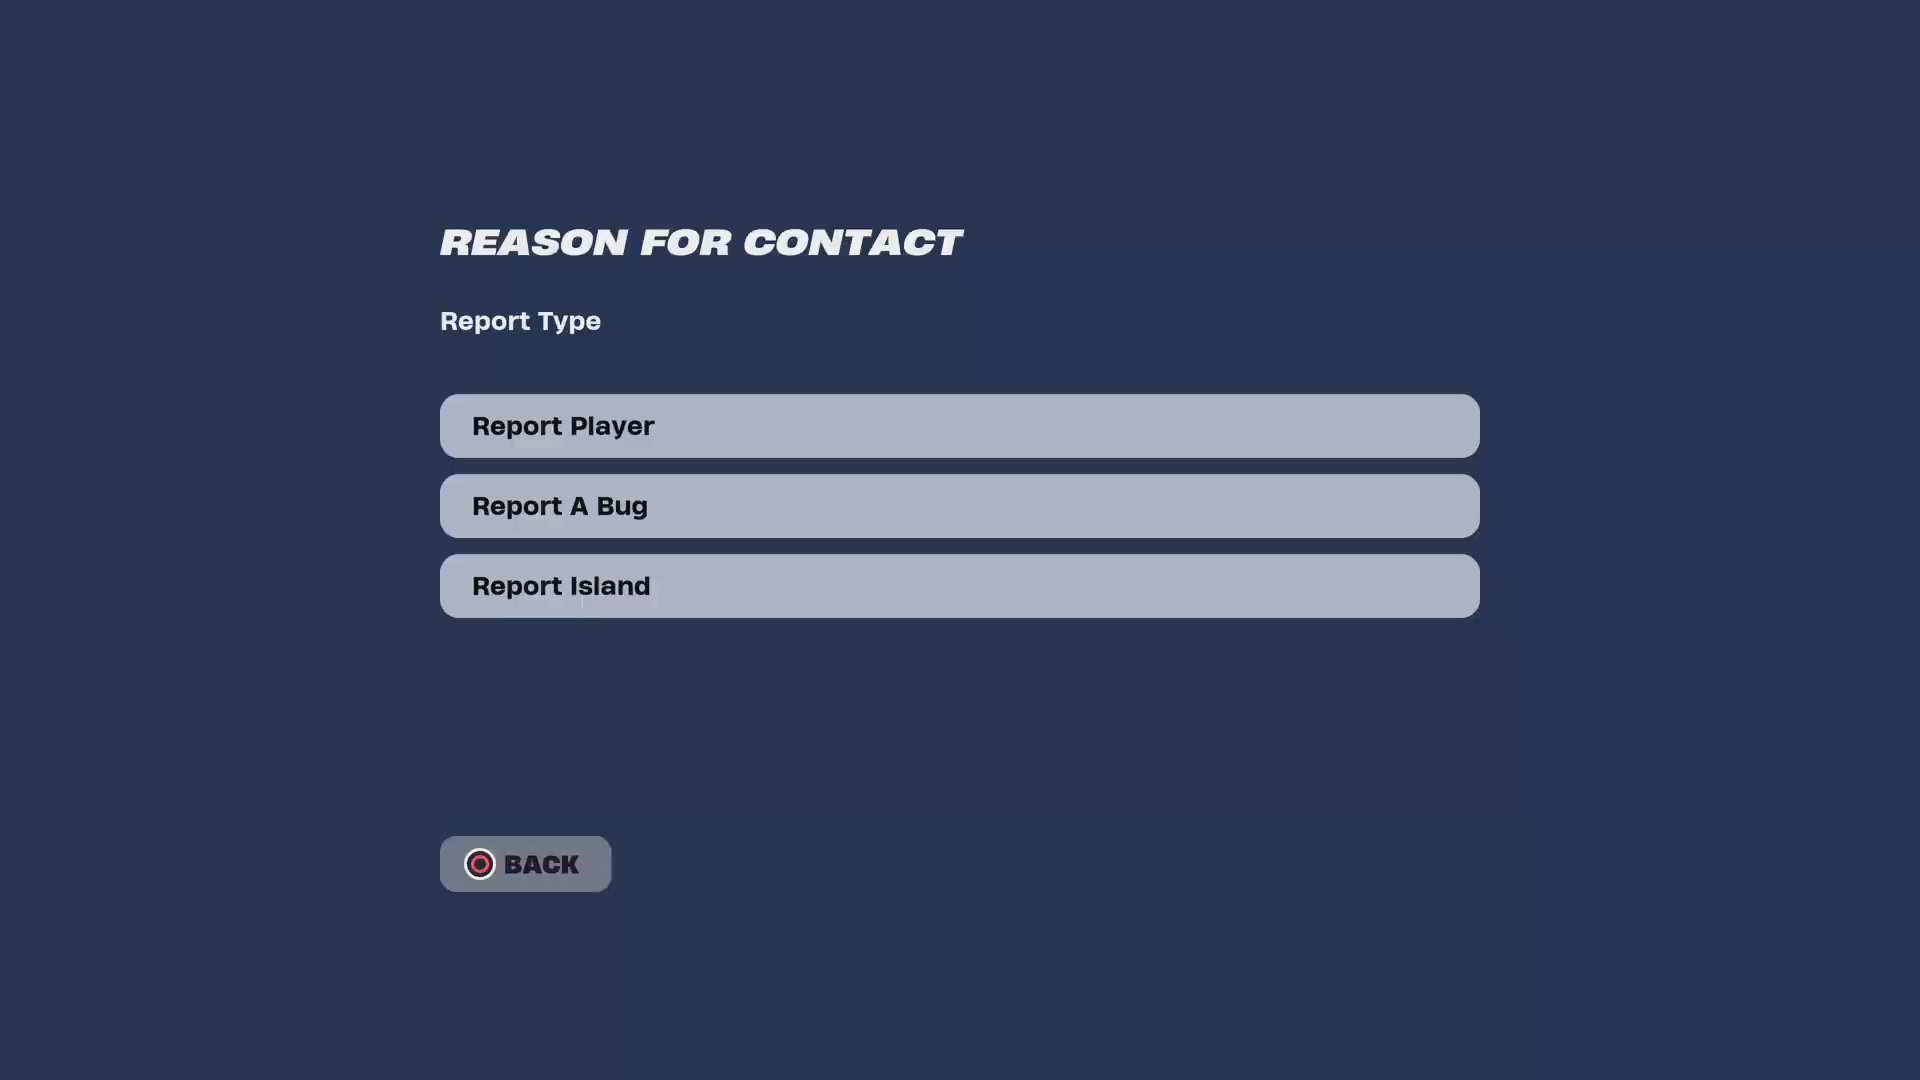 REASON FOR CONTACT
Report Type
Report Player
Report A Bug
Report Island
BACK